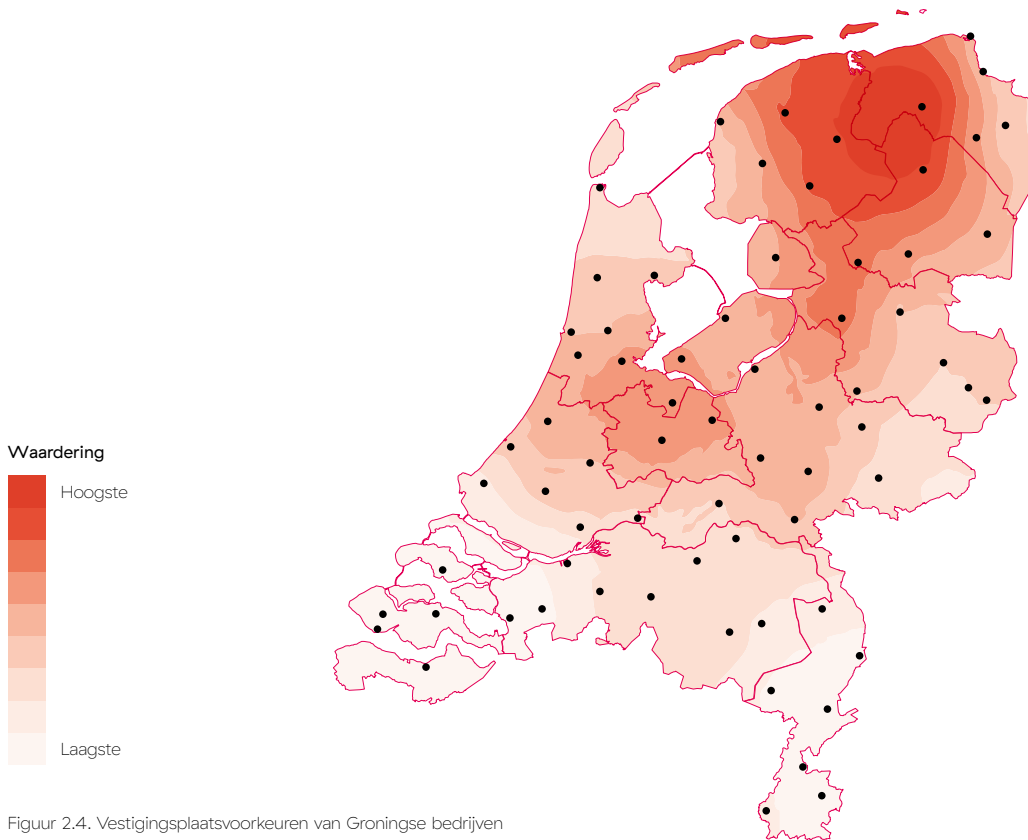 Waardering
Hoogste
Laagste
Figuur 2.4. Vestigingsplaatsvoorkeuren van Groningse bedrijven